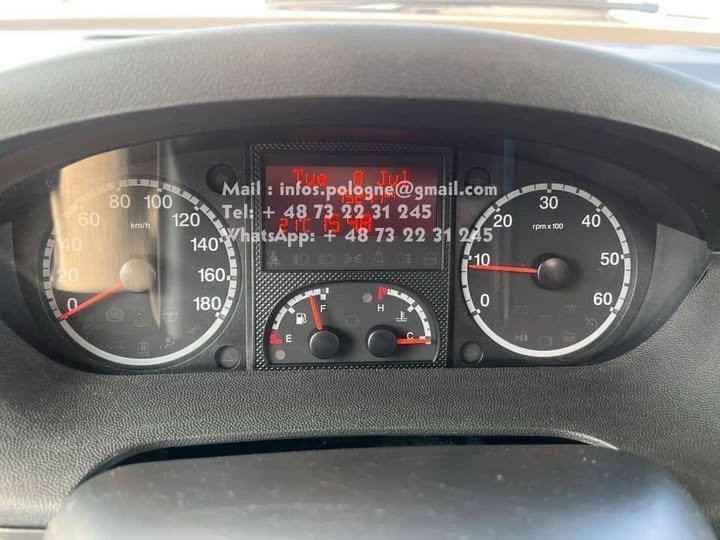 Tue 8 Jul
Mail : infos.pologne@gmail.com
Tel: + 48 73 22 31 245
21C
WhatsApp: + 48 73 22 31 245
0 20 40 60 80 100 120 140 160 180
km/h
E F
H C
0 10 20 30 40 50 60
rpm x 100